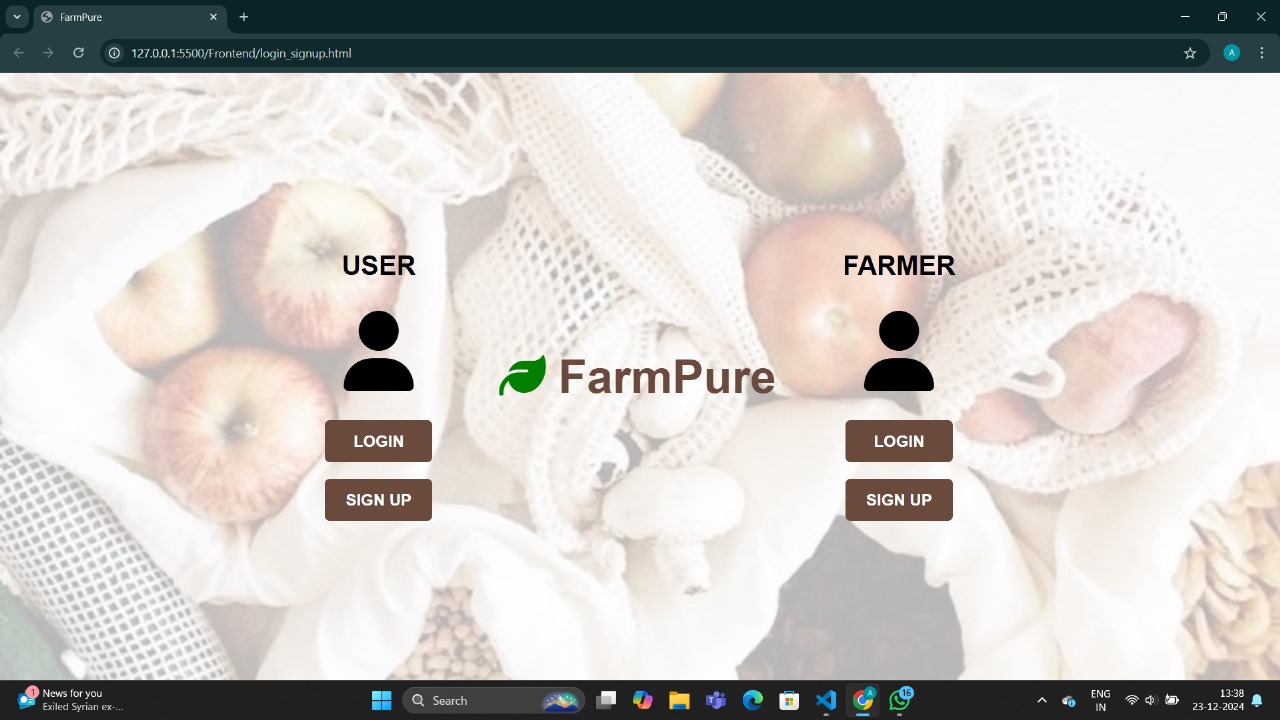 FarmPure
127.0.0.1:5500/Frontend/login_signup.html
A
USER
FARMER
FarmPure
LOGIN
LOGIN
SIGN UP
SIGN UP
1
News for you
Exiled Syrian ex-...
Search
A
16
ENG
IN
13:38
23-12-2024